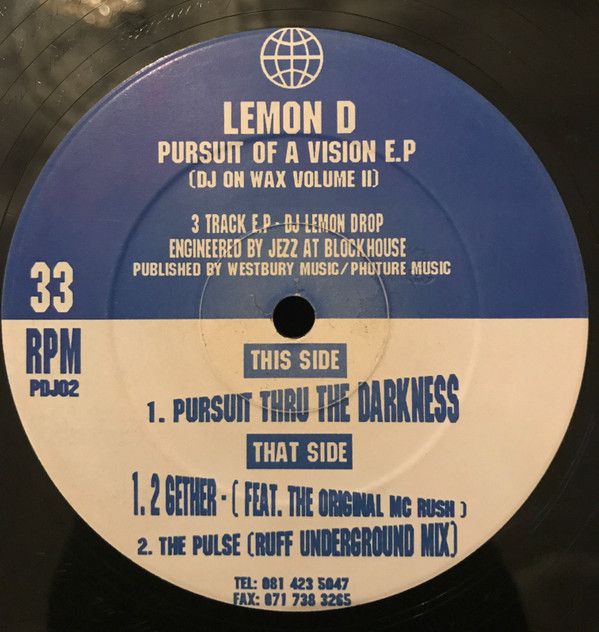 LEMON D
PURSUIT OF A VISION E.P
(DJ ON WAX VOLUME II)
3 TRACK E.P - DJ LEMON DROP
ENGINEERED BY JEZZ AT BLOCKHOUSE
PUBLISHED BY WESTBURY MUSIC/PHUTURE MUSIC
33
RPM
PDJ02
THIS SIDE
1. PURSUIT THRU THE DARKNESS
THAT SIDE
1. 2 GETHER - ( FEAT. THE ORIGINAL MC RUSH )
2. THE PULSE (RUFF UNDERGROUND MIX)
TEL: 081 423 5047
FAX: 071 738 3265